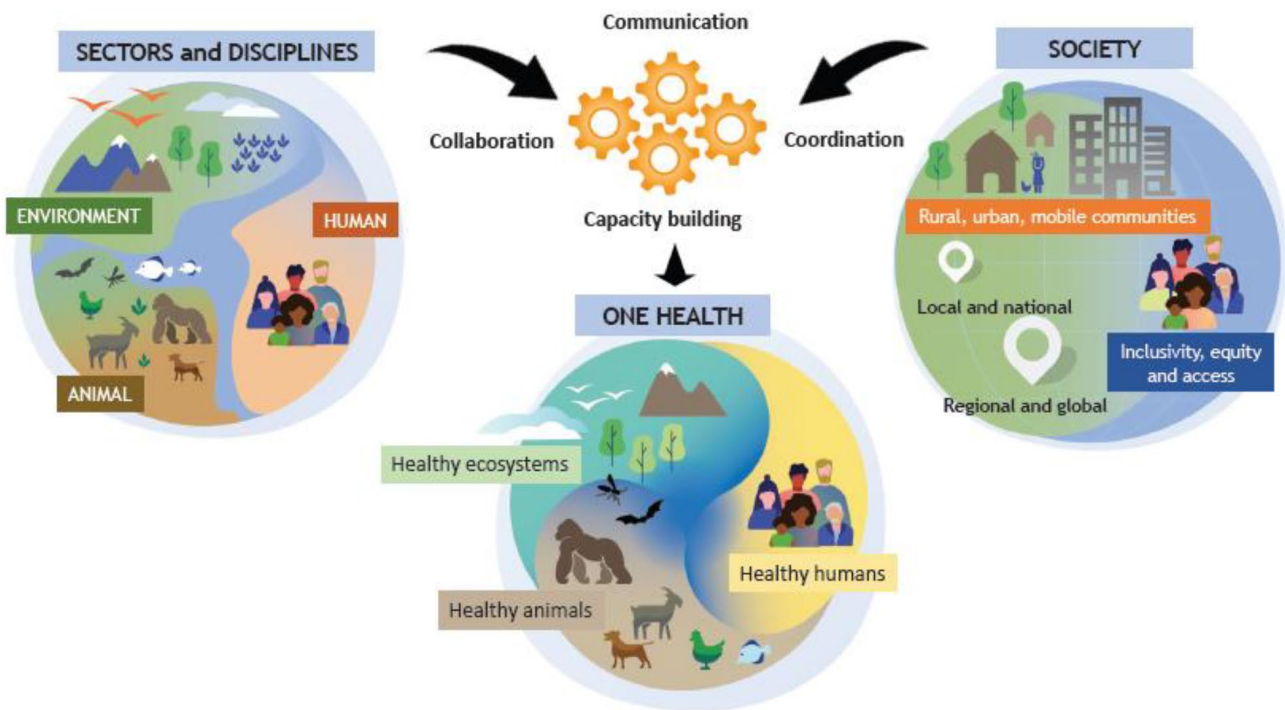 Communication
SECTORS and DISCIPLINES
SOCIETY
Collaboration
Coordination
ENVIRONMENT
HUMAN
Capacity building
Rural, urban, mobile communities
Local and national
ONE HEALTH
Inclusivity, equity
and access
ANIMAL
Regional and global
Healthy ecosystems
Healthy humans
Healthy animals